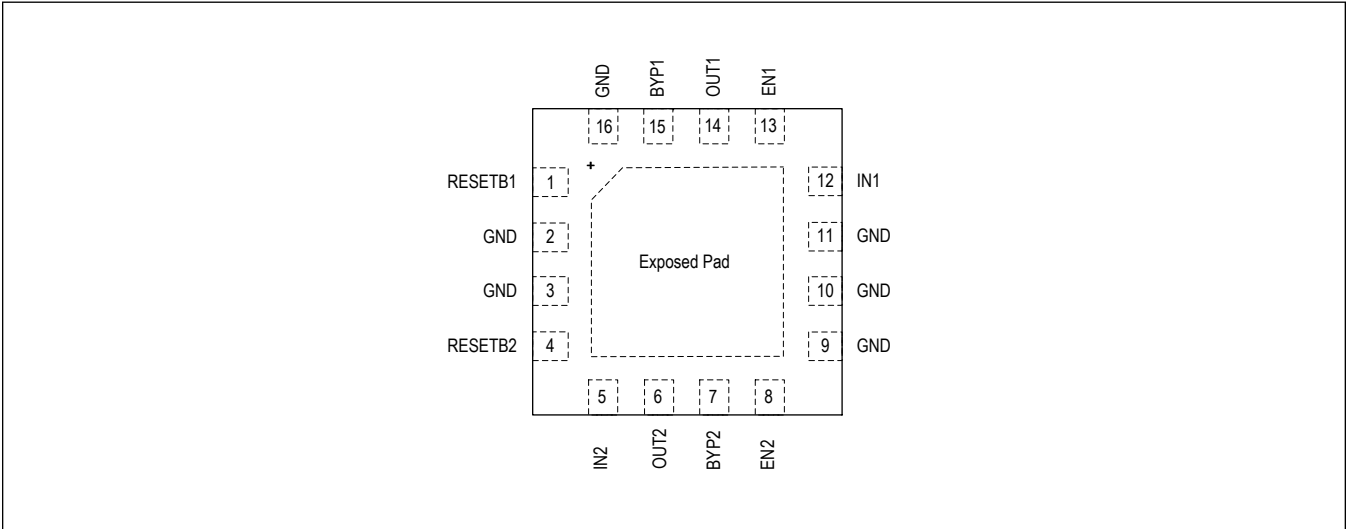 GND BYP1 OUT1 EN1
16 15 14 13
+
RESETB1 1 12 IN1
GND 2 11 GND
Exposed Pad
GND 3 10 GND
RESETB2 4 9 GND
5 6 7 8
IN2 OUT2 BYP2 EN2